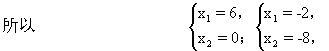 所以 { x₁ = 6, { x₁ = -2,
x₂ = 0; x₂ = -8,